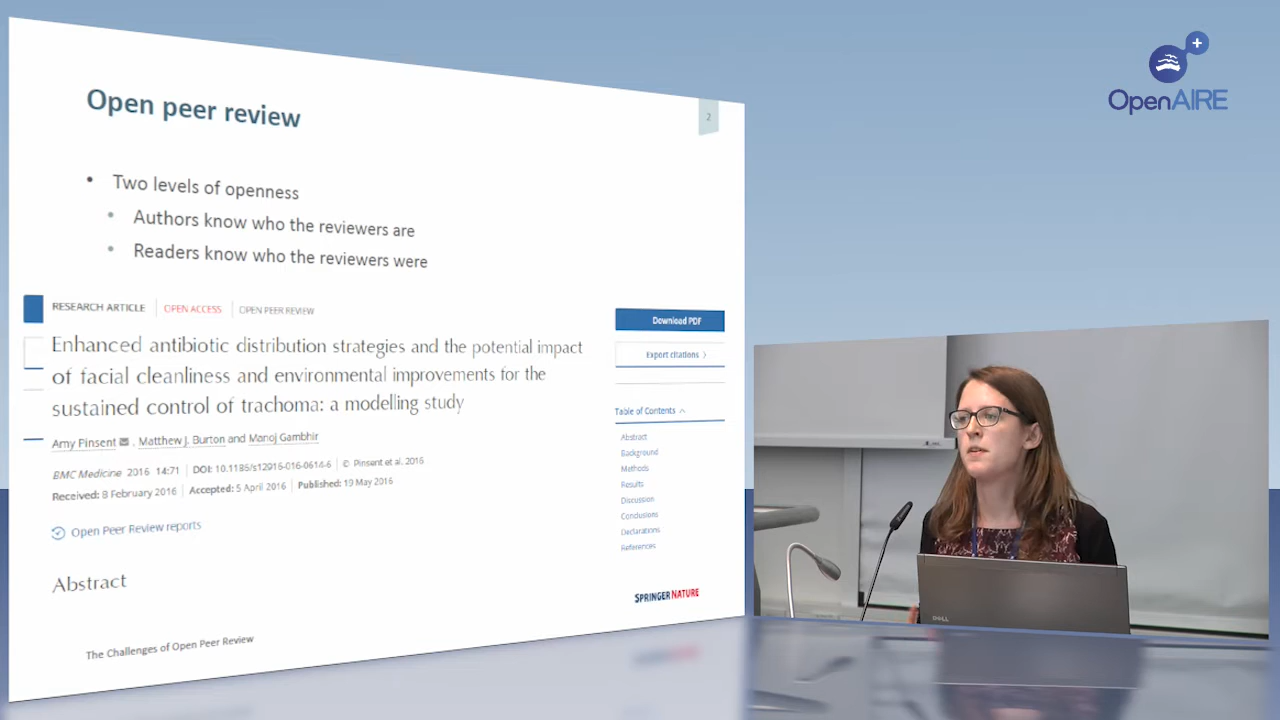 OpenAIRE
Open peer review
2
• Two levels of openness
• Authors know who the reviewers are
• Readers know who the reviewers were
RESEARCH ARTICLE | OPEN ACCESS | OPEN PEER REVIEW
Enhanced antibiotic distribution strategies and the potential impact
of facial cleanliness and environmental improvements for the
sustained control of trachoma: a modelling study
Amy Pinsent, Matthew J. Burton and Manoj Gambhir
BMC Medicine 2016 14:71 | DOI: 10.1186/s12916-016-0614-6 | © Pinsent et al. 2016
Received: 8 February 2016 | Accepted: 5 April 2016 | Published: 19 May 2016
Open Peer Review reports
Abstract
Download PDF
Export citations
Table of Contents
Abstract
Background
Methods
Results
Discussion
Conclusions
Declarations
References
SPRINGER NATURE
The Challenges of Open Peer Review
DELL